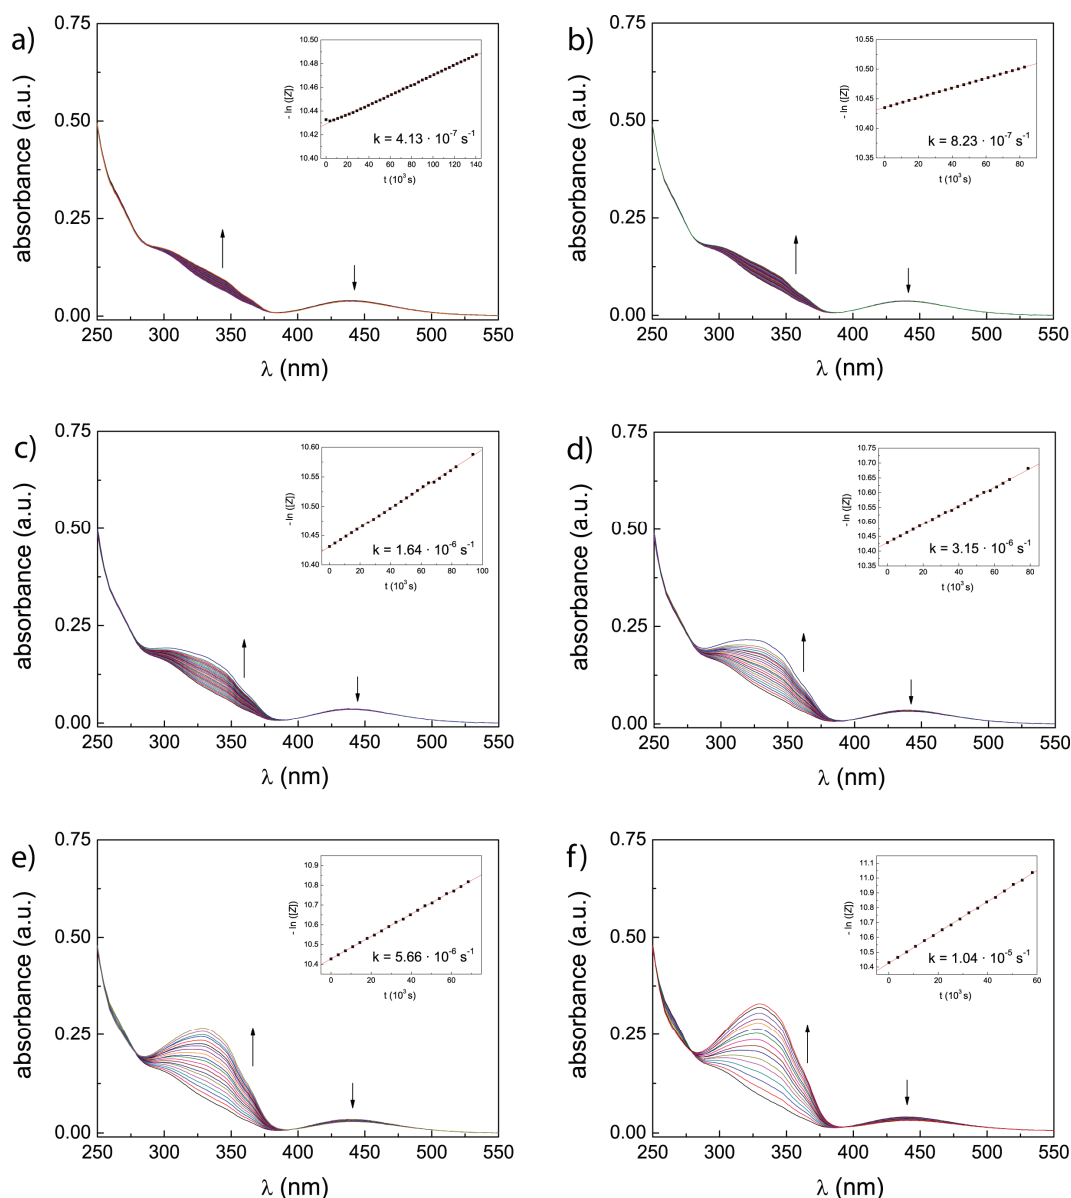 a)
absorbance (a.u.)
0.75
0.50
0.25
0.00
250 300 350 400 450 500 550
λ (nm)
- ln ([Z])
10.50
10.48
10.46
10.44
10.42
10.40
0 20 40 60 80 100 120 140
t (10³ s)
k = 4.13 · 10⁻⁷ s⁻¹
b)
absorbance (a.u.)
0.75
0.50
0.25
0.00
250 300 350 400 450 500 550
λ (nm)
- ln ([Z])
10.55
10.50
10.45
10.40
10.35
0 20 40 60 80
t (10³ s)
k = 8.23 · 10⁻⁷ s⁻¹
c)
absorbance (a.u.)
0.75
0.50
0.25
0.00
250 300 350 400 450 500 550
λ (nm)
- ln ([Z])
10.60
10.55
10.50
10.45
10.40
0 20 40 60 80 100
t (10³ s)
k = 1.64 · 10⁻⁶ s⁻¹
d)
absorbance (a.u.)
0.75
0.50
0.25
0.00
250 300 350 400 450 500 550
λ (nm)
- ln ([Z])
10.75
10.70
10.65
10.60
10.55
10.50
10.45
10.40
10.35
0 20 40 60 80
t (10³ s)
k = 3.15 · 10⁻⁶ s⁻¹
e)
absorbance (a.u.)
0.75
0.50
0.25
0.00
250 300 350 400 450 500 550
λ (nm)
- ln ([Z])
10.9
10.8
10.7
10.6
10.5
10.4
0 20 40 60
t (10³ s)
k = 5.66 · 10⁻⁶ s⁻¹
f)
absorbance (a.u.)
0.75
0.50
0.25
0.00
250 300 350 400 450 500 550
λ (nm)
- ln ([Z])
11.1
11.0
10.9
10.8
10.7
10.6
10.5
10.4
0 20 40 60
t (10³ s)
k = 1.04 · 10⁻⁵ s⁻¹